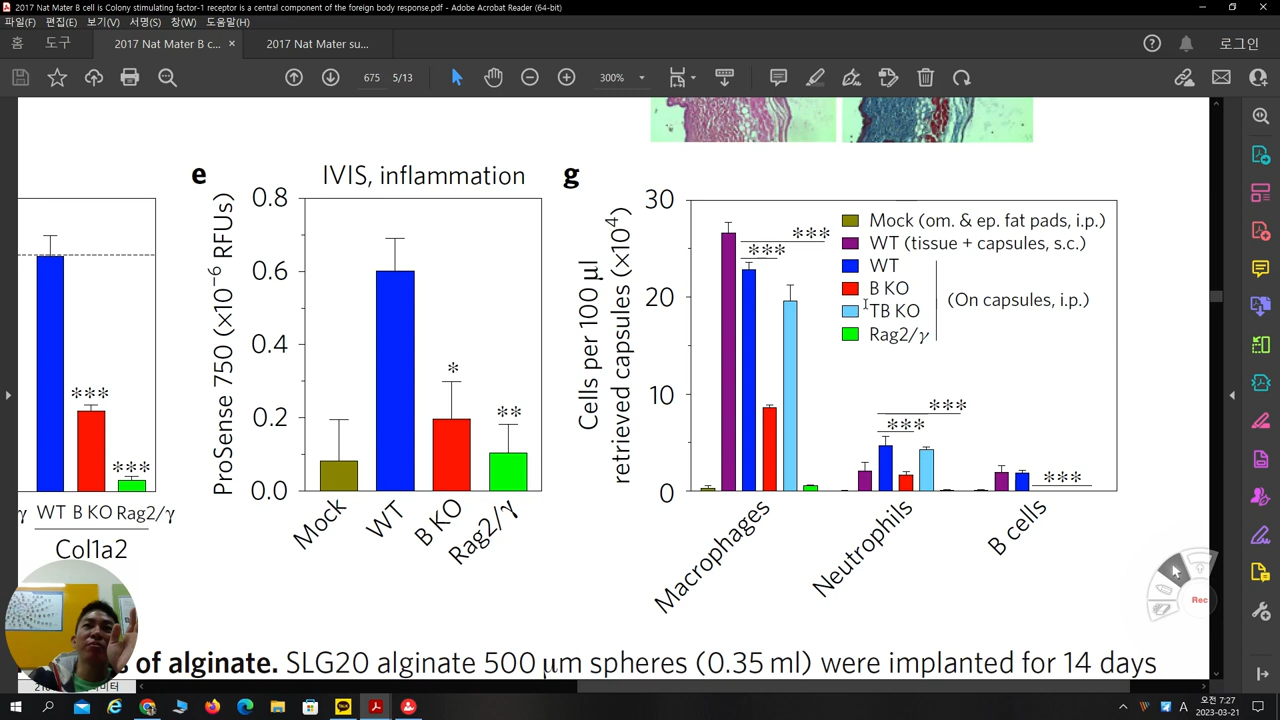 2017 Nat Mater B cell is Colony stimulating factor-1 receptor is a central component of the foreign body response.pdf - Adobe Acrobat Reader (64-bit)
파일(F) 편집(E) 보기(V) 서명(S) 창(W) 도움말(H)
홈 도구 2017 Nat Mater B c... × 2017 Nat Mater su... 로그인
675 5/13 300%
e IVIS, inflammation
ProSense 750 (×10⁻⁶ RFUs)
0.8
0.6
0.4
0.2
0.0
*
**
Mock WT B KO Rag2/γ
***
***
γ WT B KO Rag2/γ
Col1a2
g
Cells per 100 μl
retrieved capsules (×10⁴)
30
20
10
0
Mock (om. & ep. fat pads, i.p.)
WT (tissue + capsules, s.c.)
WT
B KO
TB KO
Rag2/γ
(On capsules, i.p.)
***
***
***
***
***
Macrophages Neutrophils B cells
Rec
s of alginate. SLG20 alginate 500 μm spheres (0.35 ml) were implanted for 14 days
A 오후 7:27
2023-03-21